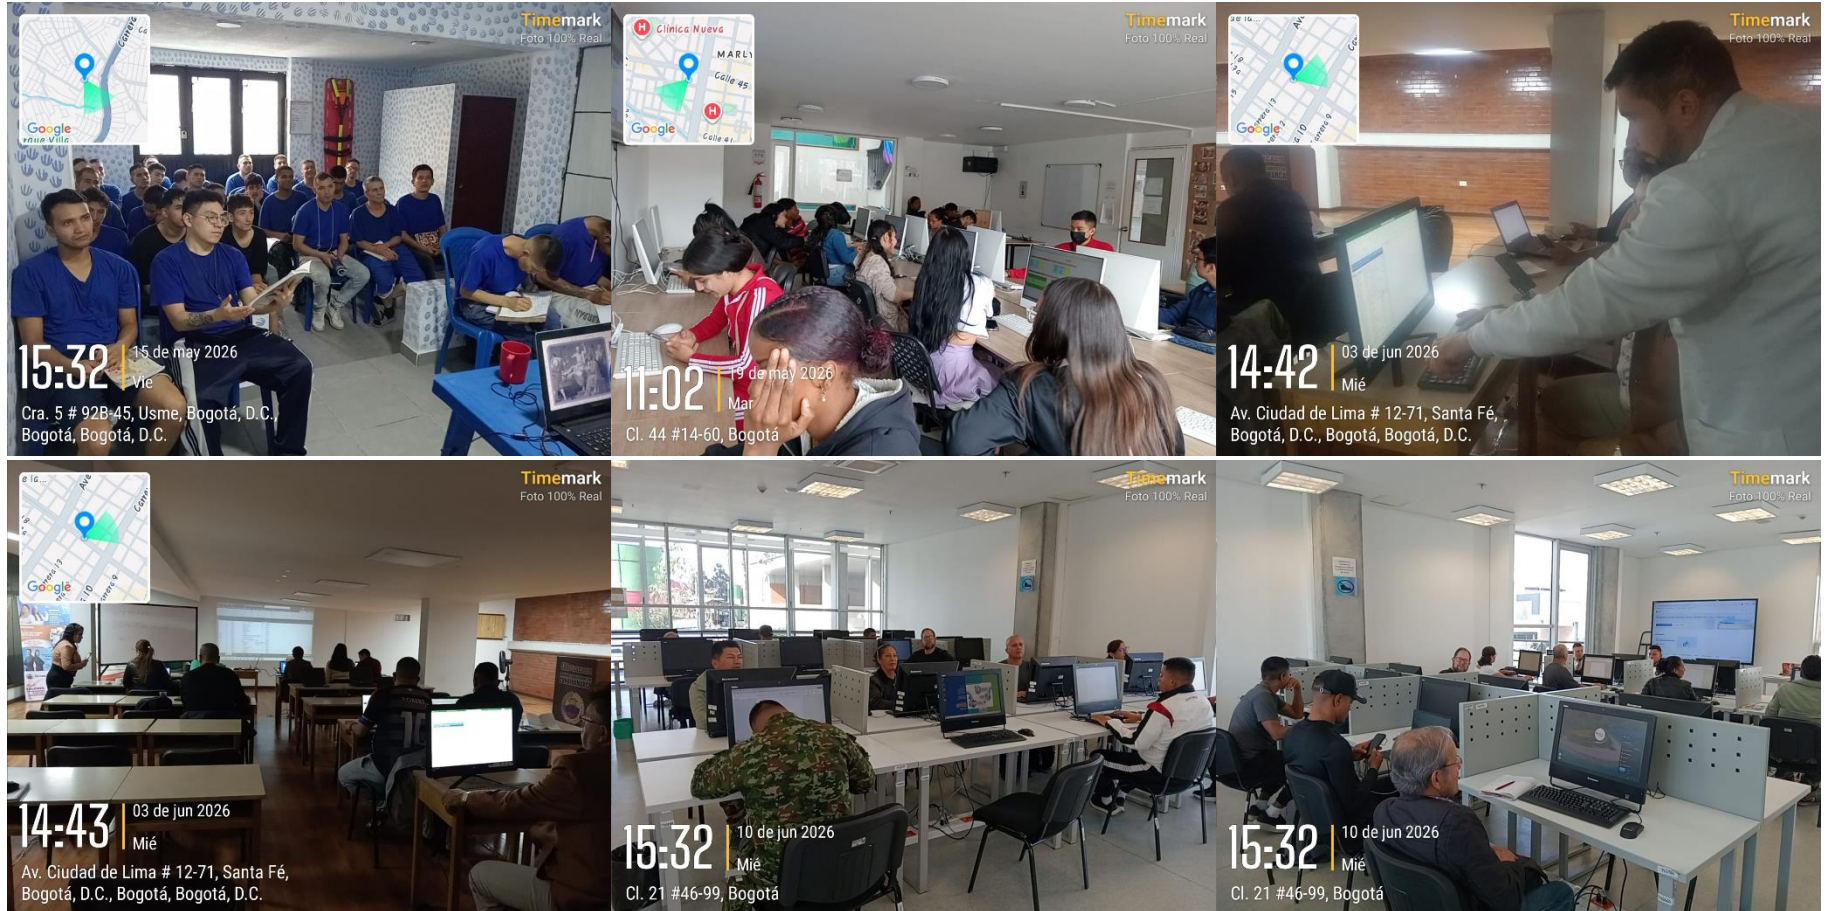 Timemark
Foto 100% Real
Carrera
Google
15:32
15 de may 2026
Vie
Cra. 5 # 92B-45, Usme, Bogotá, D.C.,
Bogotá, Bogotá, D.C.
Timemark
Foto 100% Real
H
Clínica Nueva
MARLY
Calle 45
H
Google
11:02
19 de may 2026
Mar
Cl. 44 #14-60, Bogotá
Timemark
Foto 100% Real
Google
14:42
03 de jun 2026
Mié
Av. Ciudad de Lima # 12-71, Santa Fé,
Bogotá, D.C., Bogotá, Bogotá, D.C.
Timemark
Foto 100% Real
Google
14:43
03 de jun 2026
Mié
Av. Ciudad de Lima # 12-71, Santa Fé,
Bogotá, D.C., Bogotá, Bogotá, D.C.
Timemark
Foto 100% Real
15:32
10 de jun 2026
Mié
Cl. 21 #46-99, Bogotá
Timemark
Foto 100% Real
15:32
10 de jun 2026
Mié
Cl. 21 #46-99, Bogotá